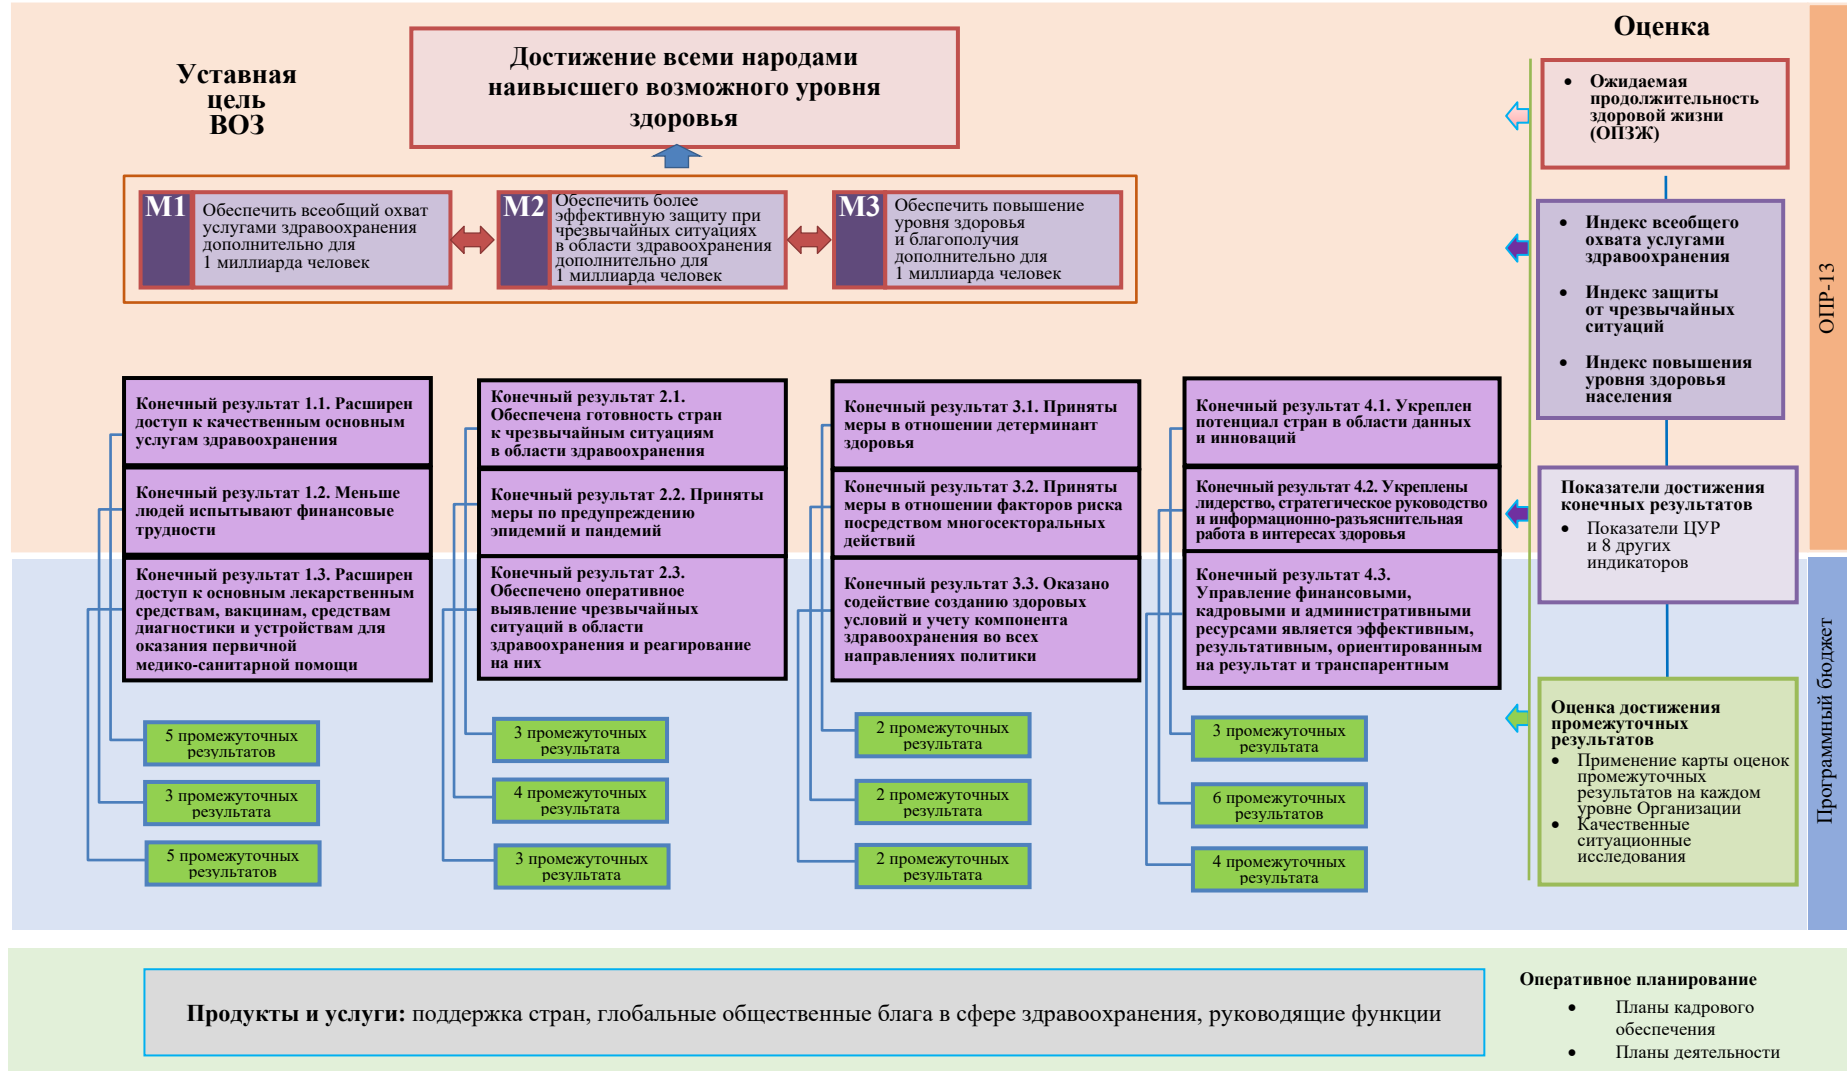 Уставная
цель
ВОЗ
Достижение всеми народами
наивысшего возможного уровня
здоровья
Оценка
• Ожидаемая
продолжительность
здоровой жизни
(ОПЗЖ)
М1
Обеспечить всеобщий охват
услугами здравоохранения
дополнительно для
1 миллиарда человек
М2
Обеспечить более
эффективную защиту при
чрезвычайных ситуациях
в области здравоохранения
дополнительно для
1 миллиарда человек
М3
Обеспечить повышение
уровня здоровья
и благополучия
дополнительно для
1 миллиарда человек
• Индекс всеобщего
охвата услугами
здравоохранения
• Индекс защиты
от чрезвычайных
ситуаций
• Индекс повышения
уровня здоровья
населения
ОПР-13
Конечный результат 1.1. Расширен
доступ к качественным основным
услугам здравоохранения
Конечный результат 1.2. Меньше
людей испытывают финансовые
трудности
Конечный результат 1.3. Расширен
доступ к основным лекарственным
средствам, вакцинам, средствам
диагностики и устройствам для
оказания первичной
медико-санитарной помощи
Конечный результат 2.1.
Обеспечена готовность стран
к чрезвычайным ситуациям
в области здравоохранения
Конечный результат 2.2. Приняты
меры по предупреждению
эпидемий и пандемий
Конечный результат 2.3.
Обеспечено оперативное
выявление чрезвычайных
ситуаций в области
здравоохранения и реагирование
на них
Конечный результат 3.1. Приняты
меры в отношении детерминант
здоровья
Конечный результат 3.2. Приняты
меры в отношении факторов риска
посредством многосекторальных
действий
Конечный результат 3.3. Оказано
содействие созданию здоровых
условий и учету компонента
здравоохранения во всех
направлениях политики
Конечный результат 4.1. Укреплен
потенциал стран в области данных
и инноваций
Конечный результат 4.2. Укреплены
лидерство, стратегическое руководство
и информационно-разъяснительная
работа в интересах здоровья
Конечный результат 4.3.
Управление финансовыми,
кадровыми и административными
ресурсами является эффективным,
результативным, ориентированным
на результат и транспарентным
Показатели достижения
конечных результатов
• Показатели ЦУР
и 8 других
индикаторов
Программный бюджет
5 промежуточных
результатов
3 промежуточных
результата
5 промежуточных
результатов
3 промежуточных
результата
4 промежуточных
результата
3 промежуточных
результата
2 промежуточных
результата
2 промежуточных
результата
2 промежуточных
результата
3 промежуточных
результата
6 промежуточных
результатов
4 промежуточных
результата
Оценка достижения
промежуточных
результатов
• Применение карты оценок
промежуточных
результатов на каждом
уровне Организации
• Качественные
ситуационные
исследования
Продукты и услуги: поддержка стран, глобальные общественные блага в сфере здравоохранения, руководящие функции
Оперативное планирование
• Планы кадрового
обеспечения
• Планы деятельности